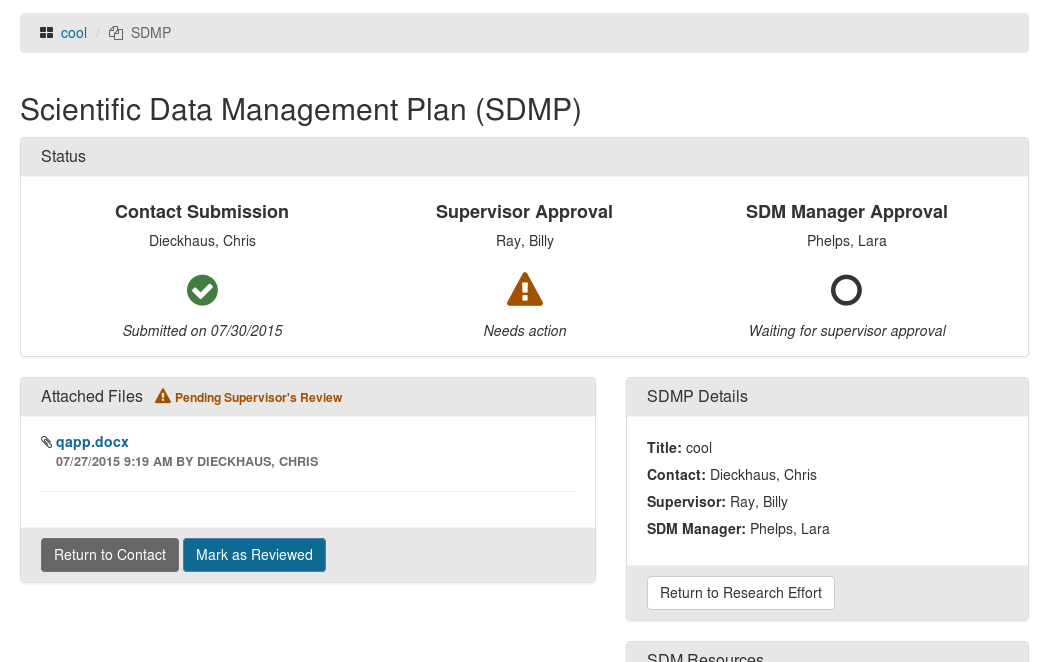 cool / SDMP
Scientific Data Management Plan (SDMP)
Status
Contact Submission
Dieckhaus, Chris
Submitted on 07/30/2015
Supervisor Approval
Ray, Billy
Needs action
SDM Manager Approval
Phelps, Lara
Waiting for supervisor approval
Attached Files Pending Supervisor's Review
qapp.docx
07/27/2015 9:19 AM BY DIECKHAUS, CHRIS
Return to Contact Mark as Reviewed
SDMP Details
Title: cool
Contact: Dieckhaus, Chris
Supervisor: Ray, Billy
SDM Manager: Phelps, Lara
Return to Research Effort
SDM Resources